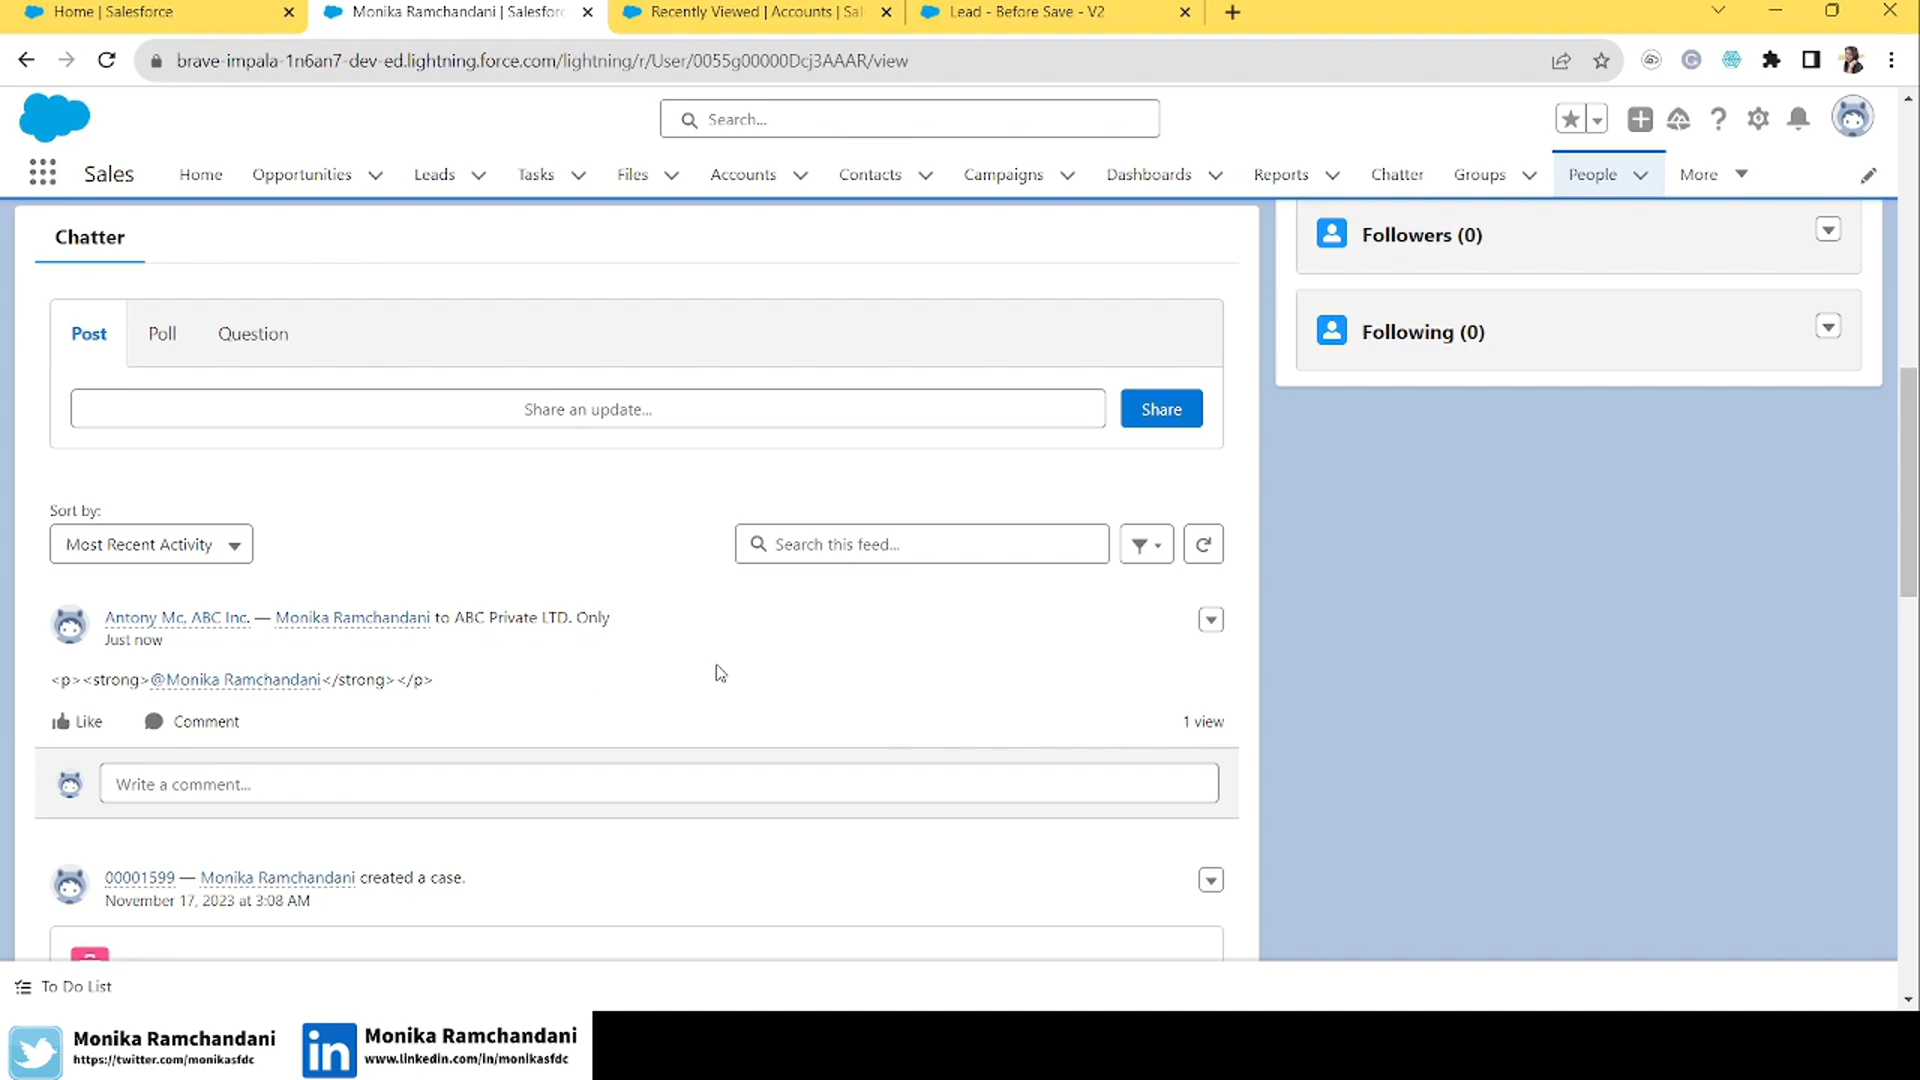 Home | Salesforce
Monika Ramchandani | Salesforc
Recently Viewed | Accounts | Sal
Lead - Before Save - V2
brave-impala-1n6an7-dev-ed.lightning.force.com/lightning/r/User/0055g00000Dcj3AAAR/view
Search...
Sales
Home
Opportunities
Leads
Tasks
Files
Accounts
Contacts
Campaigns
Dashboards
Reports
Chatter
Groups
People
More
Chatter
Followers (0)
Following (0)
Post
Poll
Question
Share an update...
Share
Sort by:
Most Recent Activity
Search this feed...
Antony Mc, ABC Inc. — Monika Ramchandani to ABC Private LTD. Only
Just now
<p><strong>@Monika Ramchandani</strong></p>
Like
Comment
1 view
Write a comment...
00001599 — Monika Ramchandani created a case.
November 17, 2023 at 3:08 AM
To Do List
Monika Ramchandani
https://twitter.com/monikasfdc
in
Monika Ramchandani
www.linkedin.com/in/monikasfdc